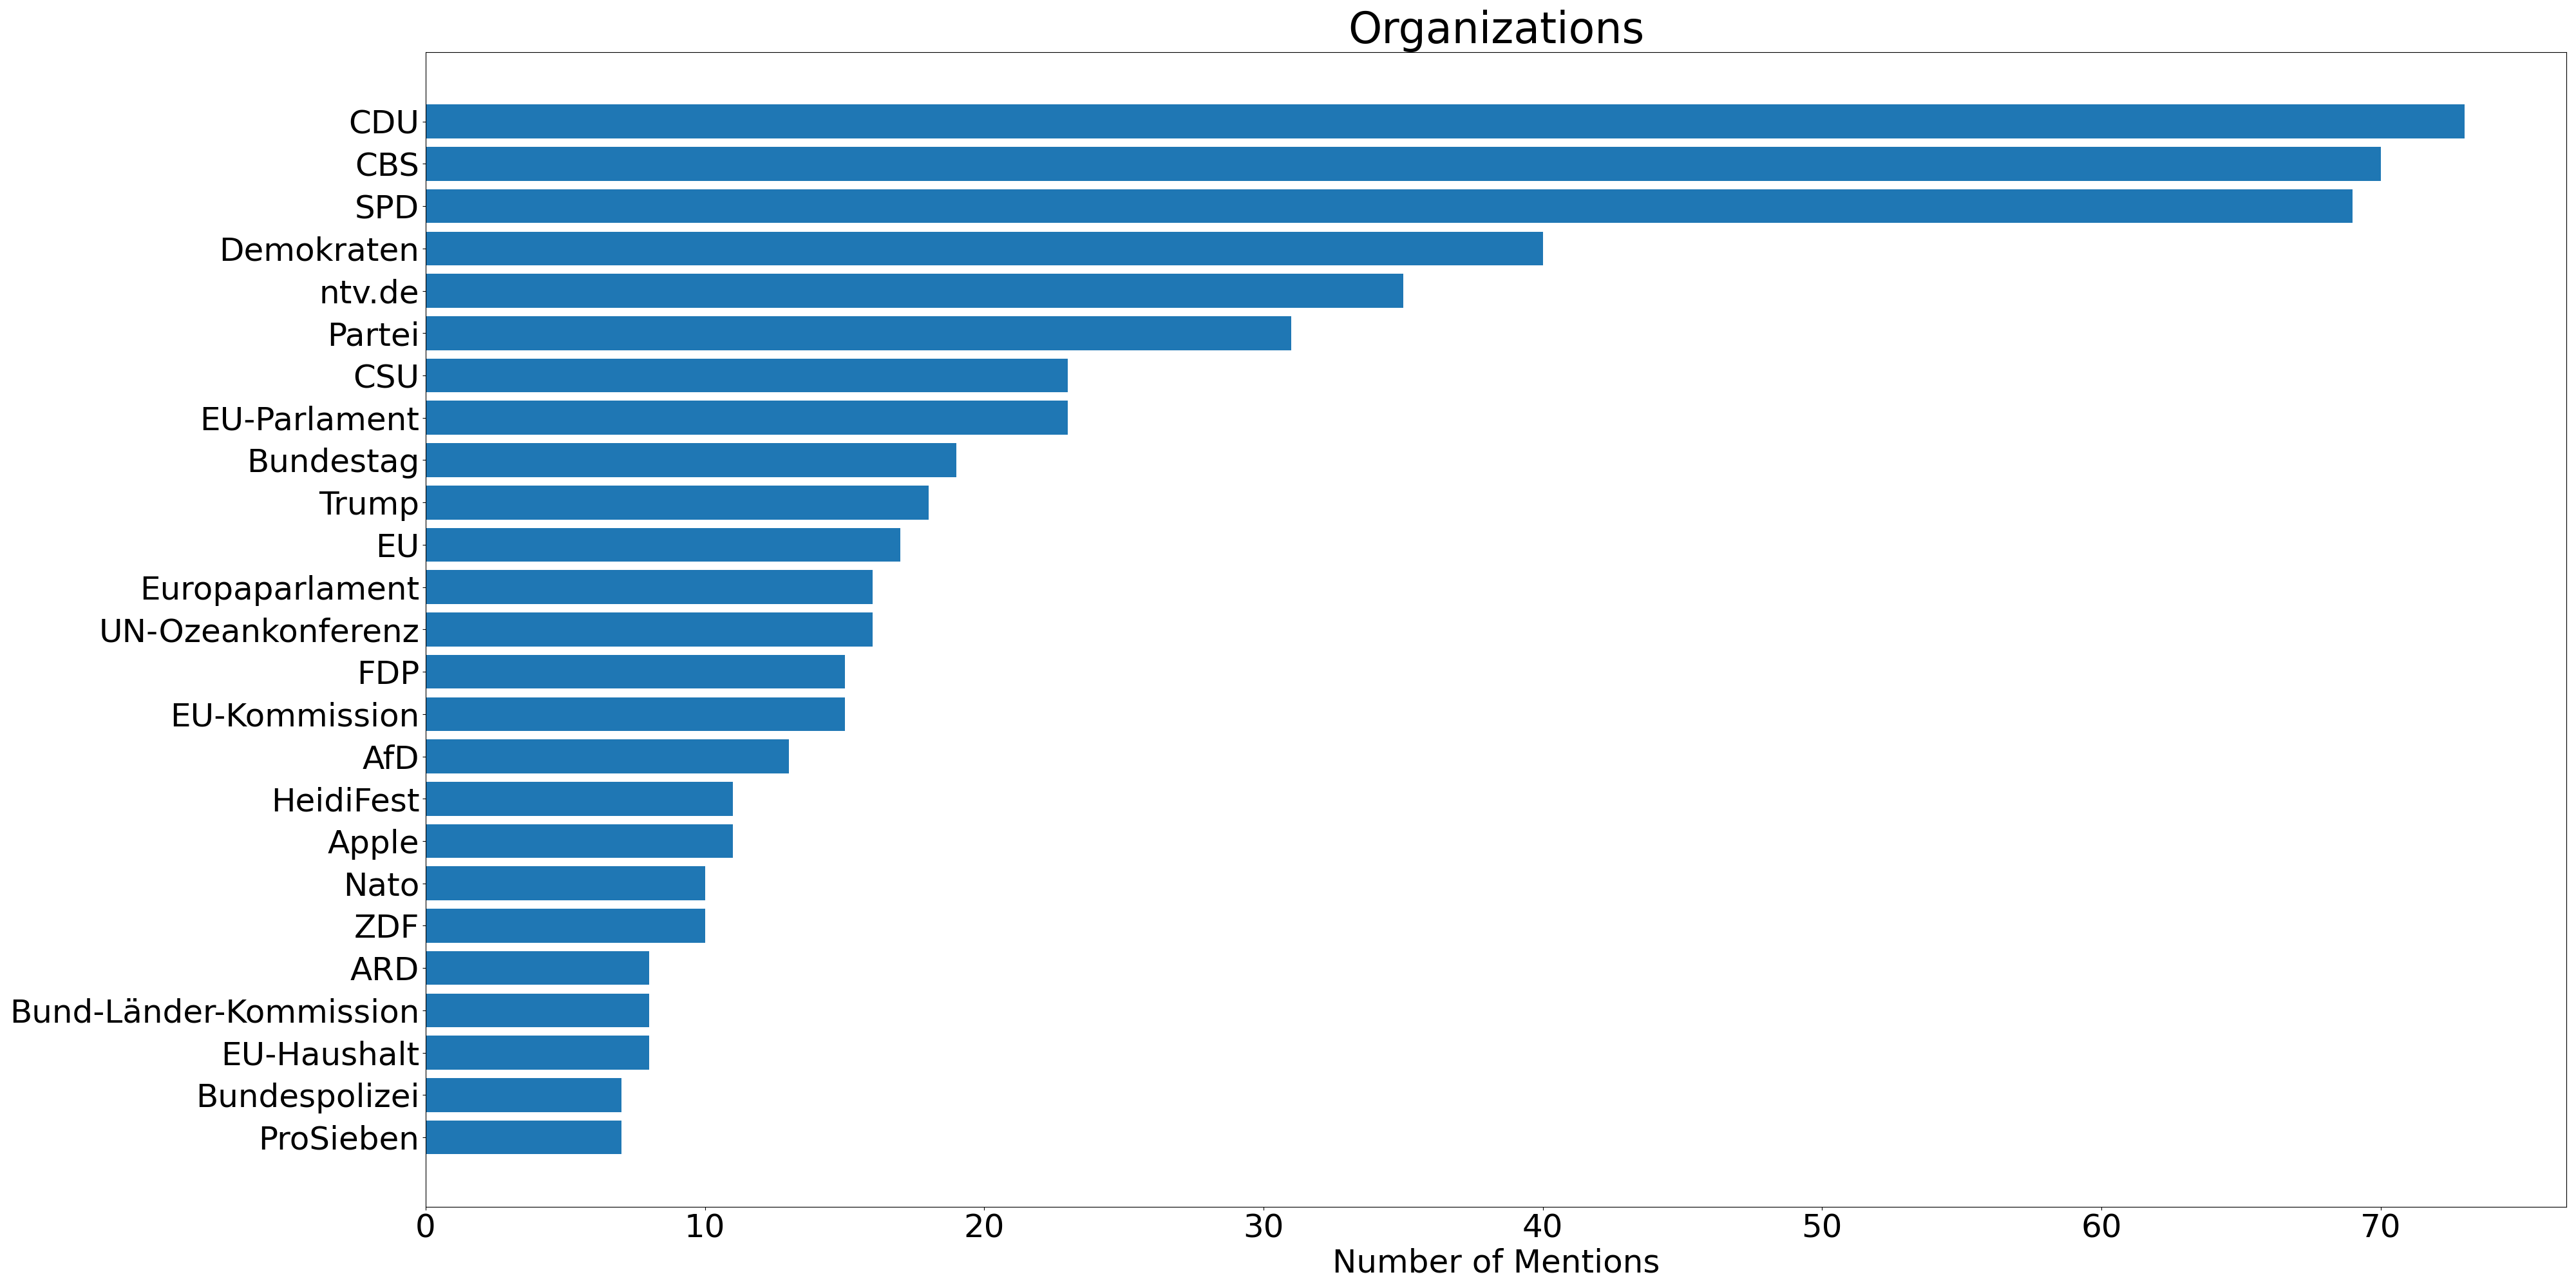 Organizations
CDU
CBS
SPD
Demokraten
ntv.de
Partei
CSU
EU-Parlament
Bundestag
Trump
EU
Europaparlament
UN-Ozeankonferenz
FDP
EU-Kommission
AfD
HeidiFest
Apple
Nato
ZDF
ARD
Bund-Länder-Kommission
EU-Haushalt
Bundespolizei
ProSieben
0 10 20 30 40 50 60 70
Number of Mentions